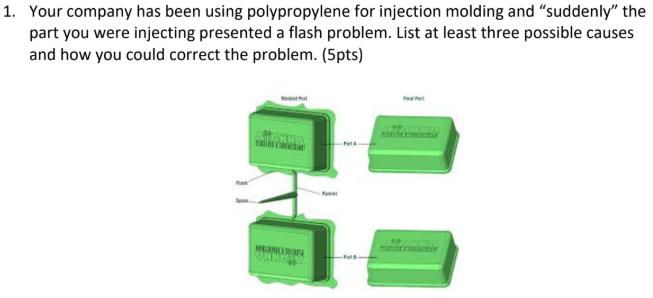 1. Your company has been using polypropylene for injection molding and “suddenly” the
part you were injecting presented a flash problem. List at least three possible causes
and how you could correct the problem. (5pts)
Molded Part
Final Part
Part A
Flash
Runner
Sprue
Part B